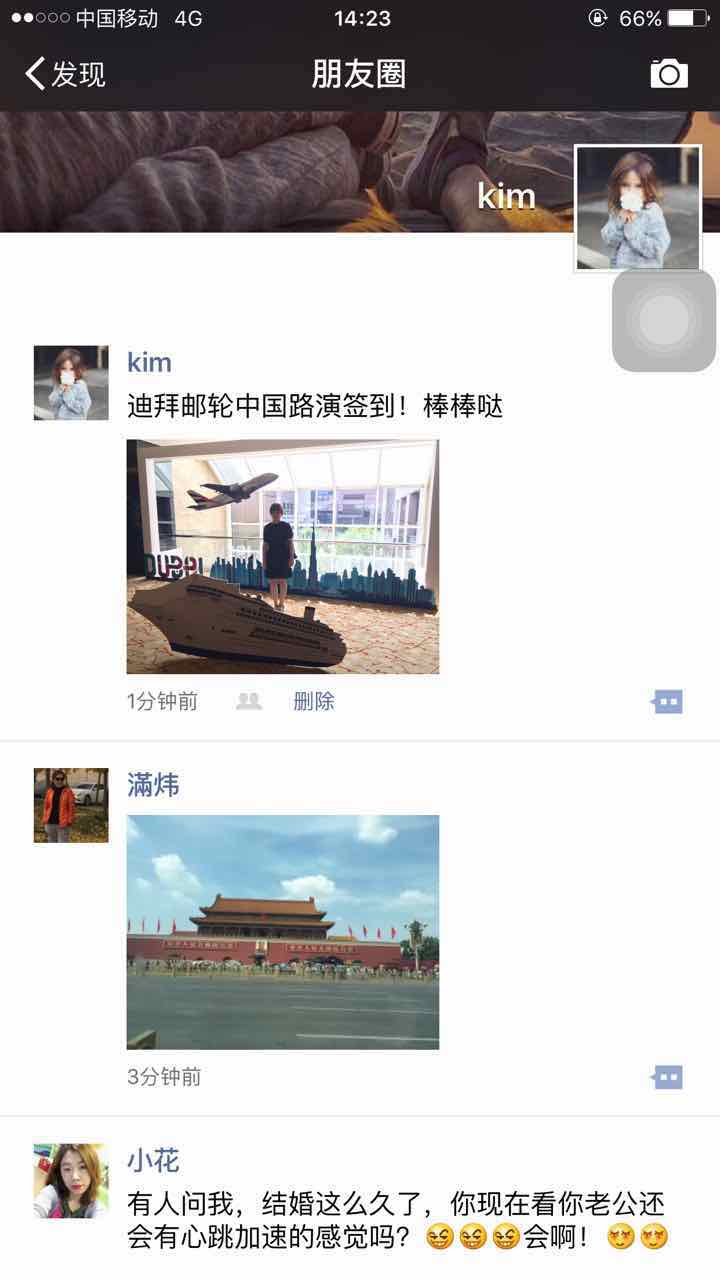 中国移动 4G 14:23 66%
发现 朋友圈
kim
kim
迪拜邮轮中国路演签到！棒棒哒
DUBAI
1分钟前 删除
滿炜
3分钟前
小花
有人问我，结婚这么久了，你现在看你老公还
会有心跳加速的感觉吗？😆😆😆会啊！😍😍